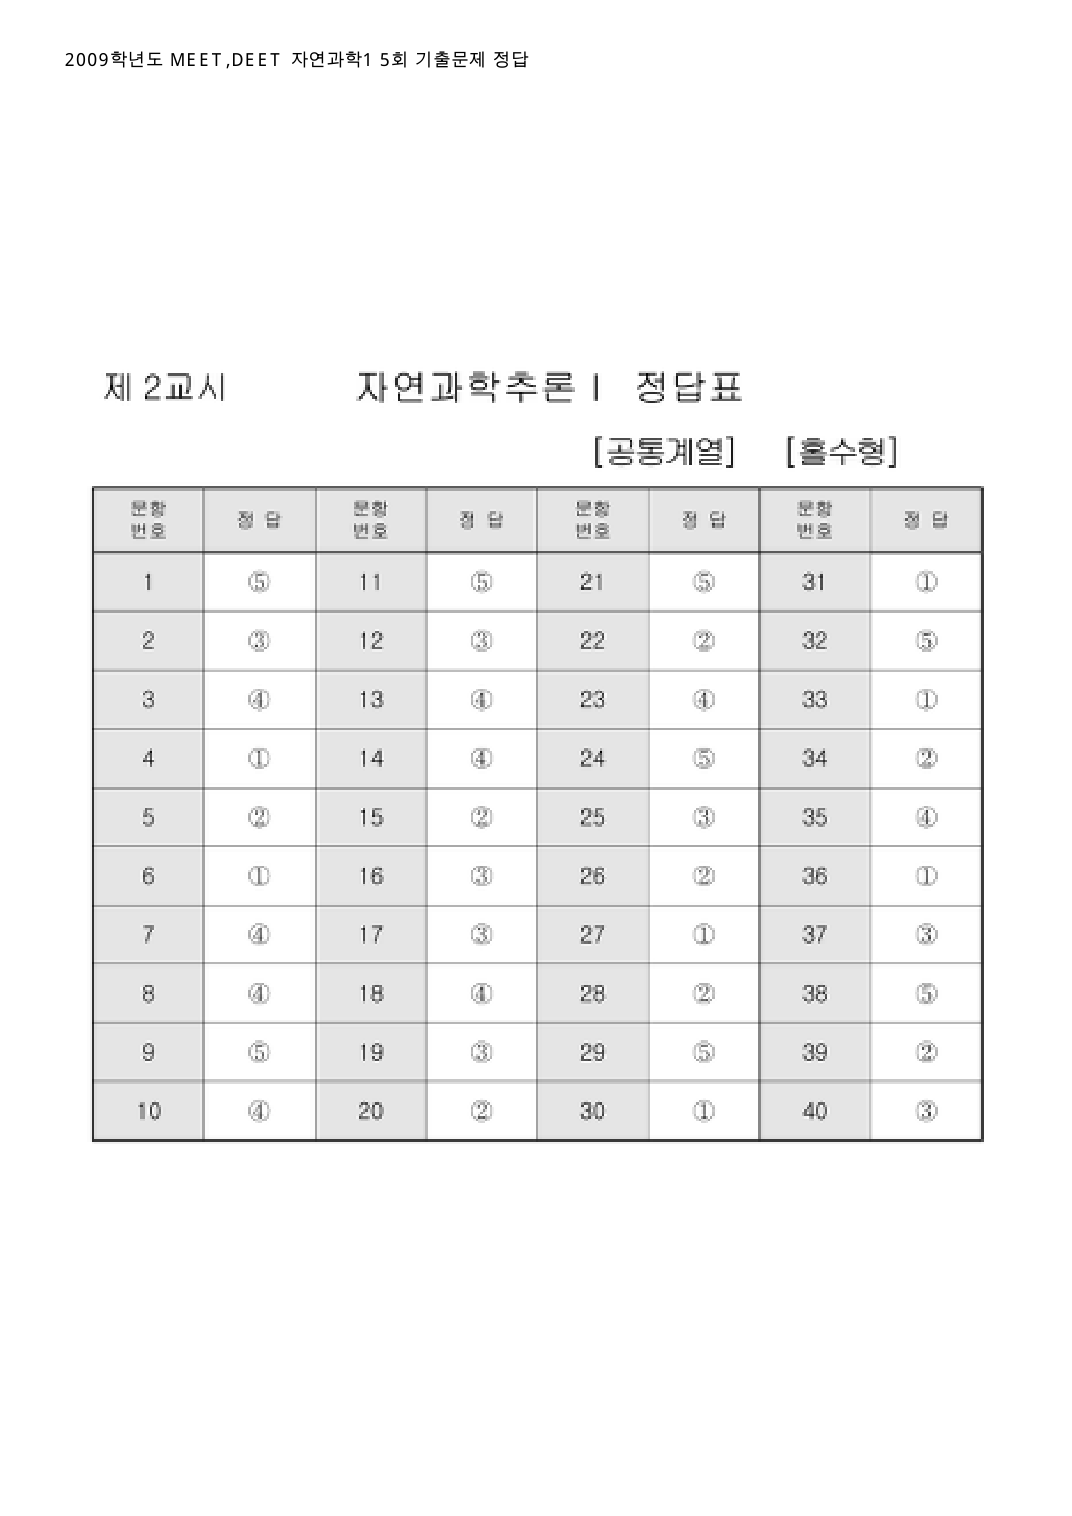 2009학년도 MEET,DEET 자연과학1 5회 기출문제 정답
제 2교시 자연과학추론 I 정답표
[공통계열] [홀수형]
문항 번호 정 답 문항 번호 정 답 문항 번호 정 답 문항 번호 정 답
1 ⑤ 11 ⑤ 21 ⑤ 31 ①
2 ③ 12 ③ 22 ② 32 ⑤
3 ④ 13 ④ 23 ④ 33 ①
4 ① 14 ④ 24 ⑤ 34 ②
5 ② 15 ② 25 ③ 35 ④
6 ① 16 ③ 26 ② 36 ①
7 ④ 17 ③ 27 ① 37 ③
8 ④ 18 ④ 28 ② 38 ⑤
9 ⑤ 19 ③ 29 ⑤ 39 ②
10 ④ 20 ② 30 ① 40 ③